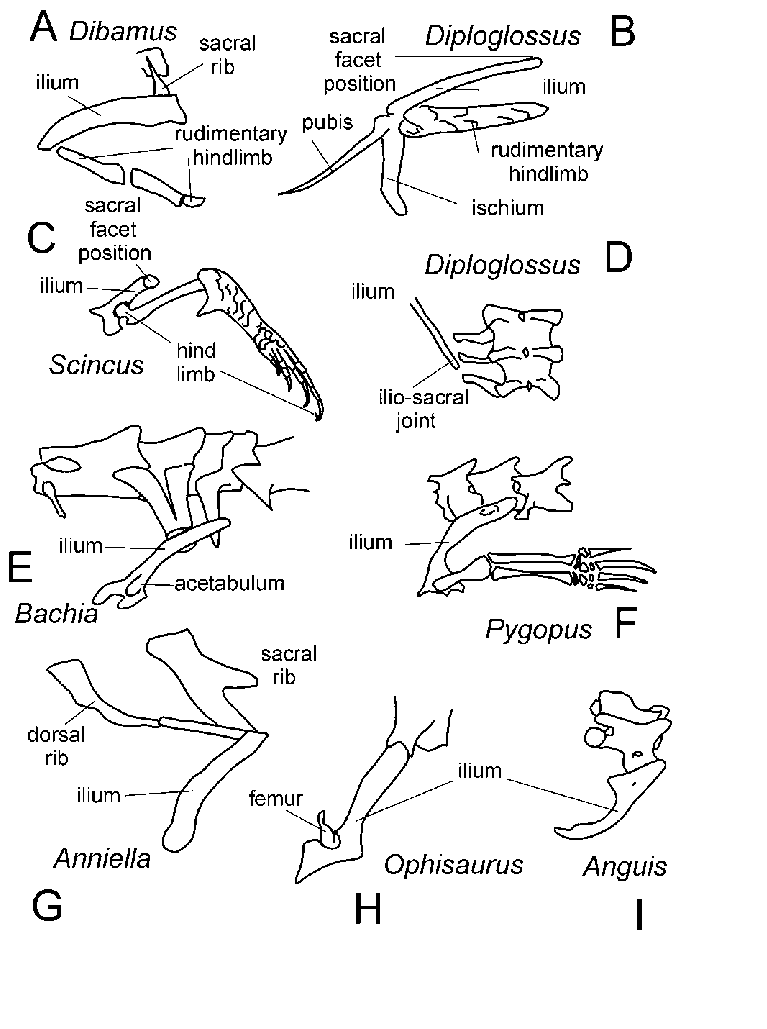 A
Dibamus
sacral
rib
ilium
rudimentary
hindlimb
sacral
facet
position
Diploglossus
B
ilium
pubis
rudimentary
hindlimb
ischium
C
sacral
facet
position
ilium
Scincus
hind
limb
Diploglossus
D
ilium
ilio-sacral
joint
ilium
E
acetabulum
Bachia
ilium
Pygopus
F
sacral
rib
dorsal
rib
ilium
Anniella
G
femur
ilium
Ophisaurus
H
Anguis
I